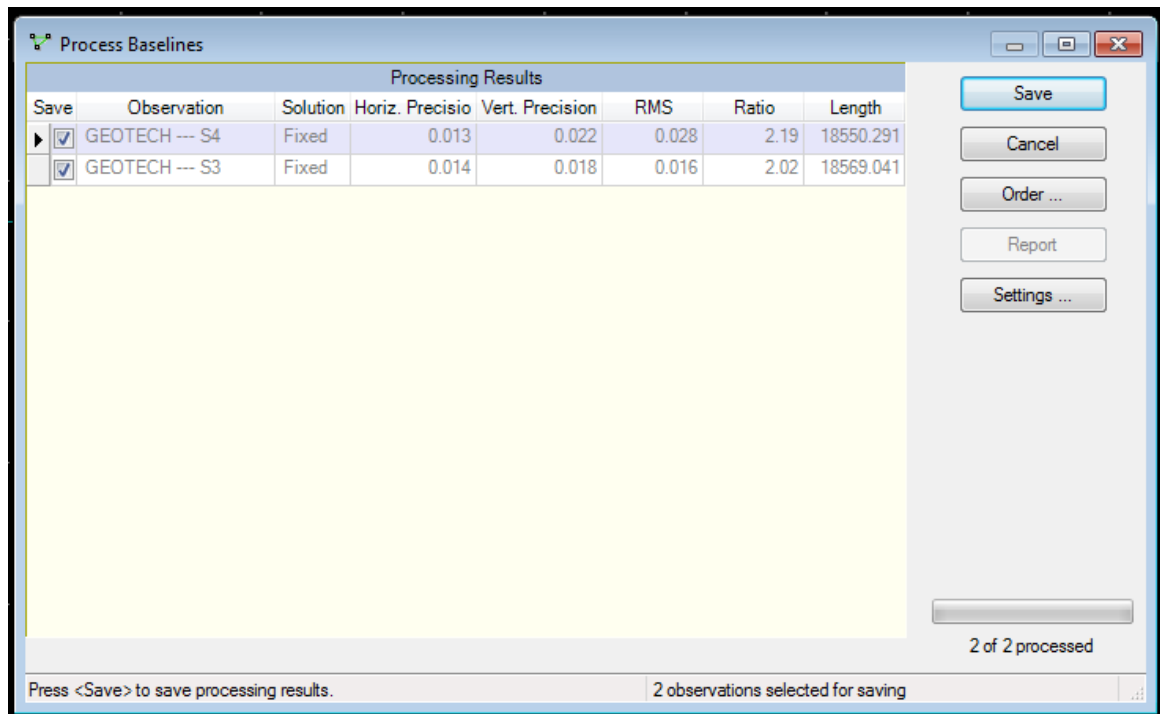 Process Baselines
Processing Results
Save Observation Solution Horiz. Precisio Vert. Precision RMS Ratio Length
GEOTECH --- S4 Fixed 0.013 0.022 0.028 2.19 18550.291
GEOTECH --- S3 Fixed 0.014 0.018 0.016 2.02 18569.041
Save
Cancel
Order ...
Report
Settings ...
2 of 2 processed
Press <Save> to save processing results. 2 observations selected for saving